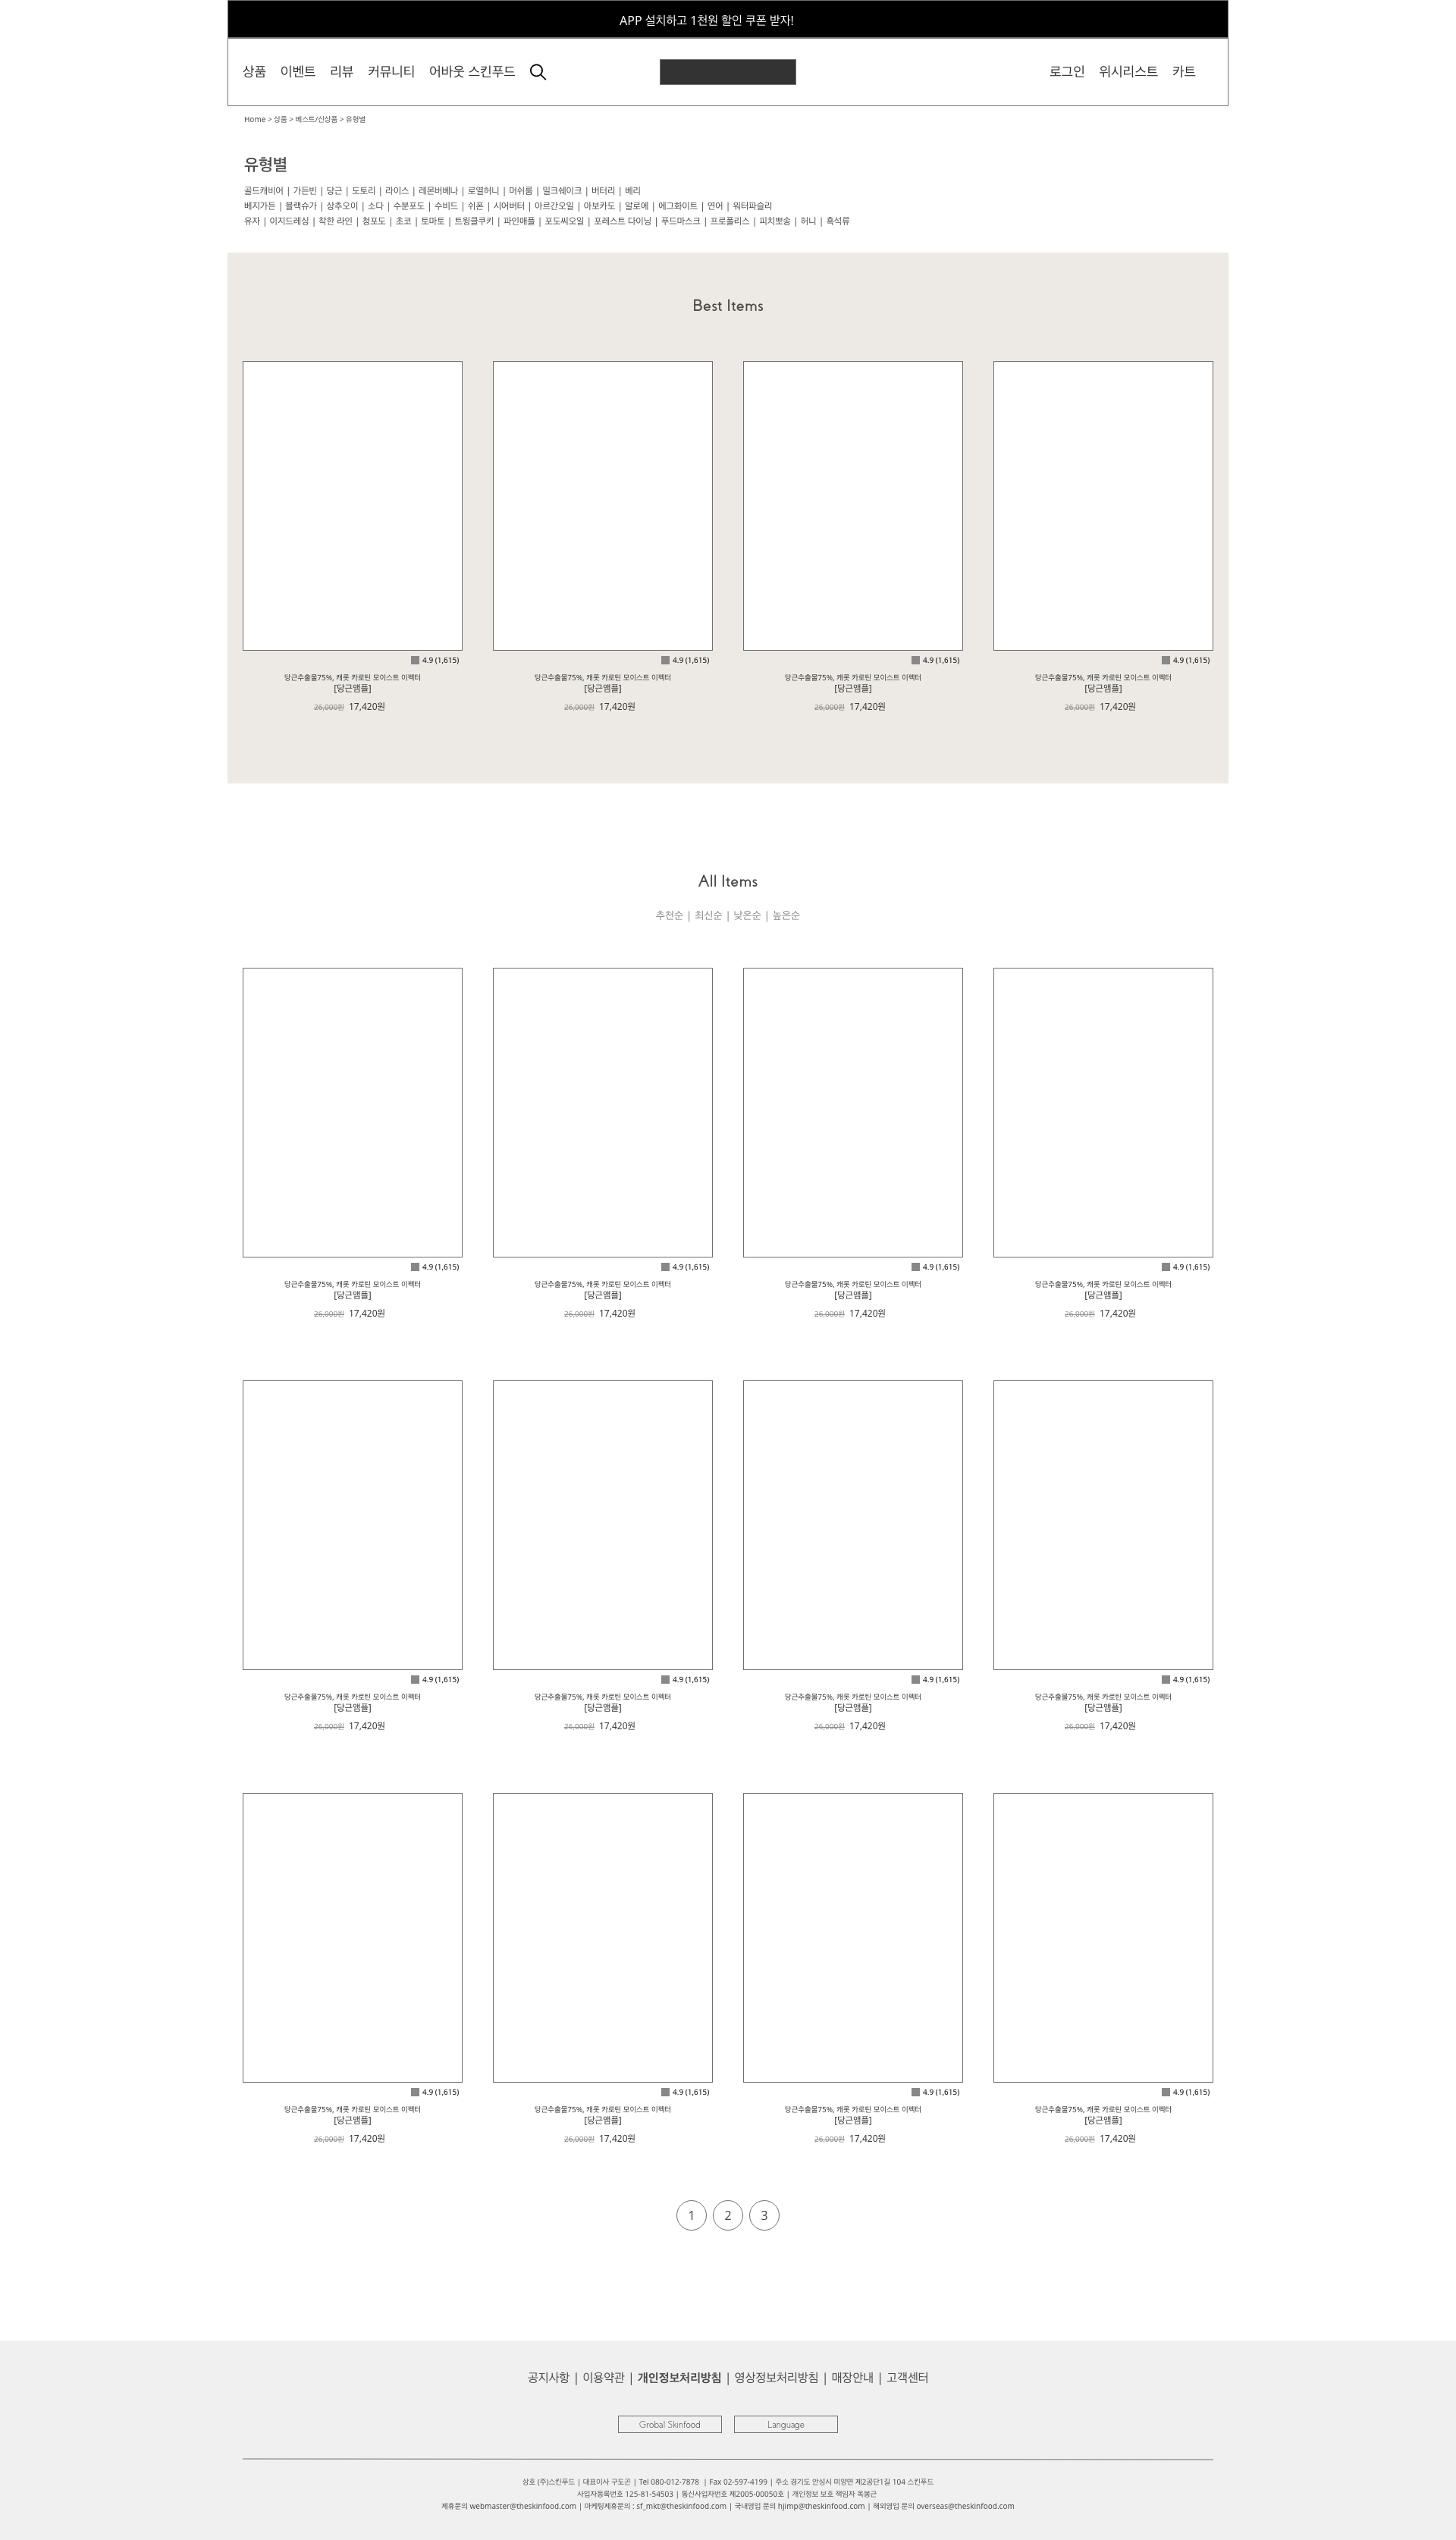 APP 설치하고 1천원 할인 쿠폰 받자!
상품 이벤트 리뷰 커뮤니티 어바웃 스킨푸드 로그인 위시리스트 카트
Home > 상품 > 베스트/신상품 > 유형별
유형별
골드캐비어 | 가든빈 | 당근 | 도토리 | 라이스 | 레몬버베나 | 로열허니 | 머쉬룸 | 밀크쉐이크 | 버터리 | 베리
베지가든 | 블랙슈가 | 상추오이 | 소다 | 수분포도 | 수비드 | 쉬폰 | 시어버터 | 아르간오일 | 아보카도 | 알로에 | 에그화이트 | 연어 | 워터파슬리
유자 | 이지드레싱 | 착한 라인 | 청포도 | 초코 | 토마토 | 트윙클쿠키 | 파인애플 | 포도씨오일 | 포레스트 다이닝 | 푸드마스크 | 프로폴리스 | 피치뽀송 | 허니 | 흑석류
Best Items
4.9 (1,615) 4.9 (1,615) 4.9 (1,615) 4.9 (1,615)
당근추출물75%, 캐롯 카로틴 모이스트 이펙터 당근추출물75%, 캐롯 카로틴 모이스트 이펙터 당근추출물75%, 캐롯 카로틴 모이스트 이펙터 당근추출물75%, 캐롯 카로틴 모이스트 이펙터
[당근앰플] [당근앰플] [당근앰플] [당근앰플]
26,000원 17,420원 26,000원 17,420원 26,000원 17,420원 26,000원 17,420원
All Items
추천순 | 최신순 | 낮은순 | 높은순
4.9 (1,615) 4.9 (1,615) 4.9 (1,615) 4.9 (1,615)
당근추출물75%, 캐롯 카로틴 모이스트 이펙터 당근추출물75%, 캐롯 카로틴 모이스트 이펙터 당근추출물75%, 캐롯 카로틴 모이스트 이펙터 당근추출물75%, 캐롯 카로틴 모이스트 이펙터
[당근앰플] [당근앰플] [당근앰플] [당근앰플]
26,000원 17,420원 26,000원 17,420원 26,000원 17,420원 26,000원 17,420원
4.9 (1,615) 4.9 (1,615) 4.9 (1,615) 4.9 (1,615)
당근추출물75%, 캐롯 카로틴 모이스트 이펙터 당근추출물75%, 캐롯 카로틴 모이스트 이펙터 당근추출물75%, 캐롯 카로틴 모이스트 이펙터 당근추출물75%, 캐롯 카로틴 모이스트 이펙터
[당근앰플] [당근앰플] [당근앰플] [당근앰플]
26,000원 17,420원 26,000원 17,420원 26,000원 17,420원 26,000원 17,420원
4.9 (1,615) 4.9 (1,615) 4.9 (1,615) 4.9 (1,615)
당근추출물75%, 캐롯 카로틴 모이스트 이펙터 당근추출물75%, 캐롯 카로틴 모이스트 이펙터 당근추출물75%, 캐롯 카로틴 모이스트 이펙터 당근추출물75%, 캐롯 카로틴 모이스트 이펙터
[당근앰플] [당근앰플] [당근앰플] [당근앰플]
26,000원 17,420원 26,000원 17,420원 26,000원 17,420원 26,000원 17,420원
1 2 3
공지사항 | 이용약관 | 개인정보처리방침 | 영상정보처리방침 | 매장안내 | 고객센터
Grobal Skinfood Language
상호 (주)스킨푸드 | 대표이사 구도곤 | Tel 080-012-7878 | Fax 02-597-4199 | 주소 경기도 안성시 미양면 제2공단1길 104 스킨푸드
사업자등록번호 125-81-54503 | 통신사업자번호 제2005-00050호 | 개인정보 보호 책임자 옥봉근
제휴문의 webmaster@theskinfood.com | 마케팅제휴문의 : sf_mkt@theskinfood.com | 국내영업 문의 hjimp@theskinfood.com | 해외영업 문의 overseas@theskinfood.com